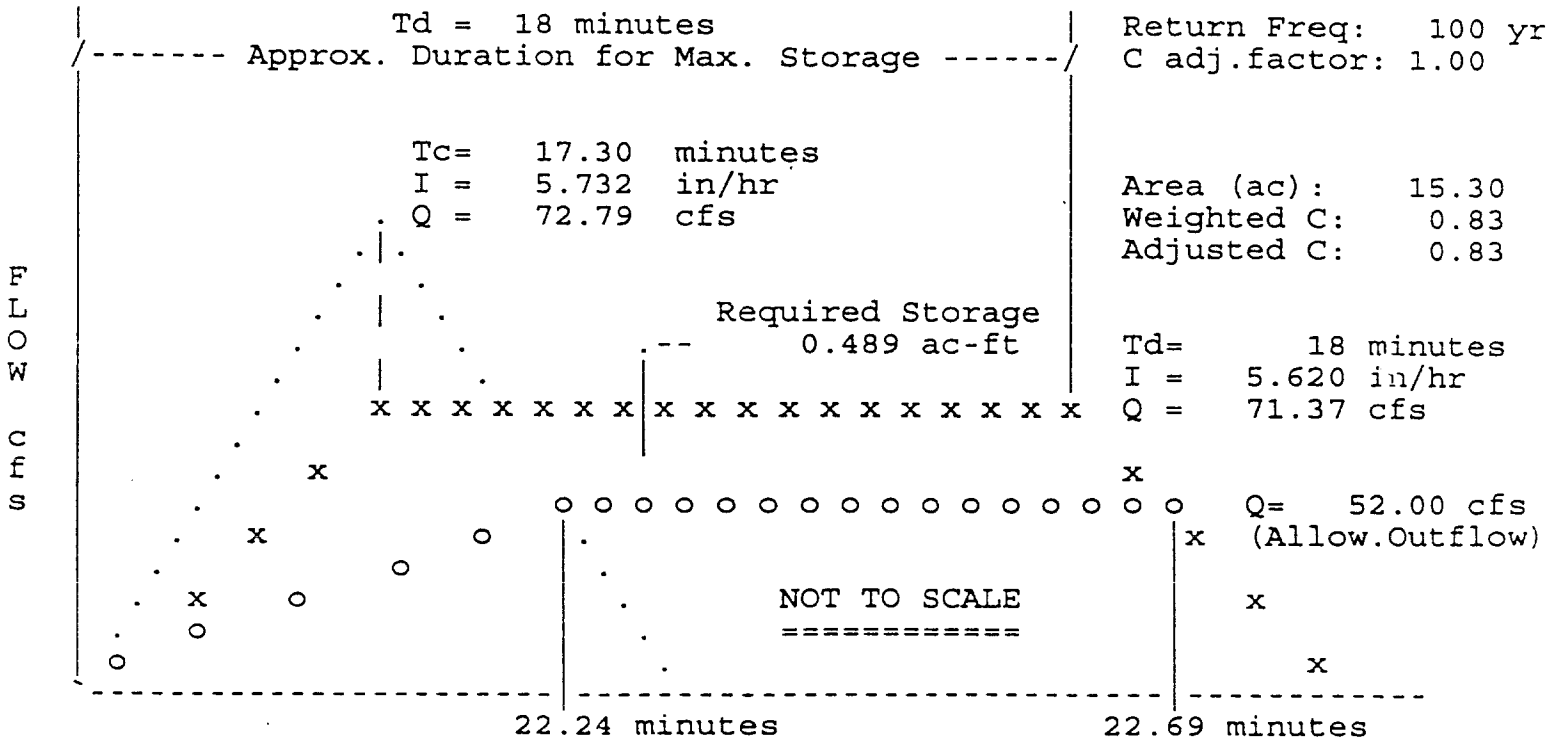 Td = 18 minutes
/------- Approx. Duration for Max. Storage ------/
Return Freq: 100 yr
C adj.factor: 1.00
Tc= 17.30 minutes
I = 5.732 in/hr
Q = 72.79 cfs
Area (ac): 15.30
Weighted C: 0.83
Adjusted C: 0.83
FLOW cfs
Required Storage
0.489 ac-ft
Td= 18 minutes
I = 5.620 in/hr
Q = 71.37 cfs
x x x x x x x x x x x x x x x x x x
x x
o o o o o o o o o o o o o o o o
Q= 52.00 cfs
x o x (Allow.Outflow)
o
x o NOT TO SCALE x
o ============
o x
22.24 minutes 22.69 minutes